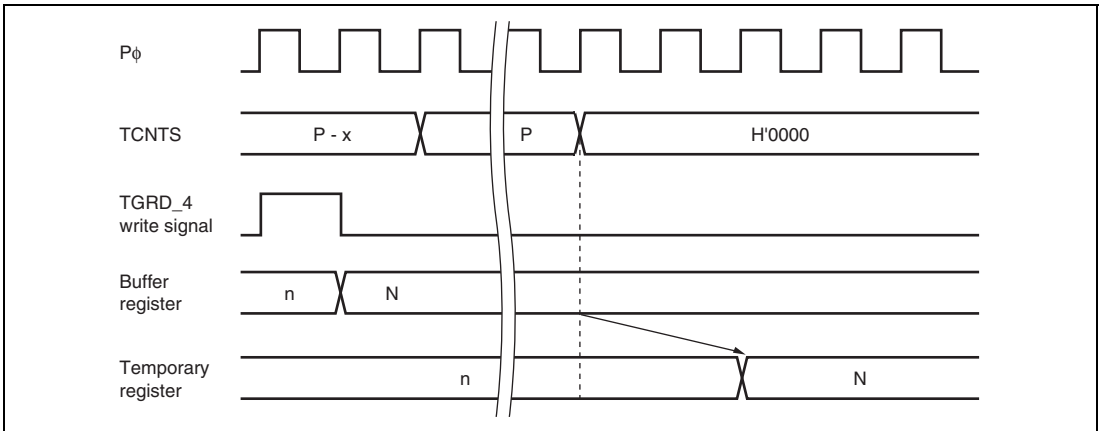 Pϕ
TCNTS
P - x
P
H'0000
TGRD_4
write signal
Buffer
register
n
N
Temporary
register
n
N